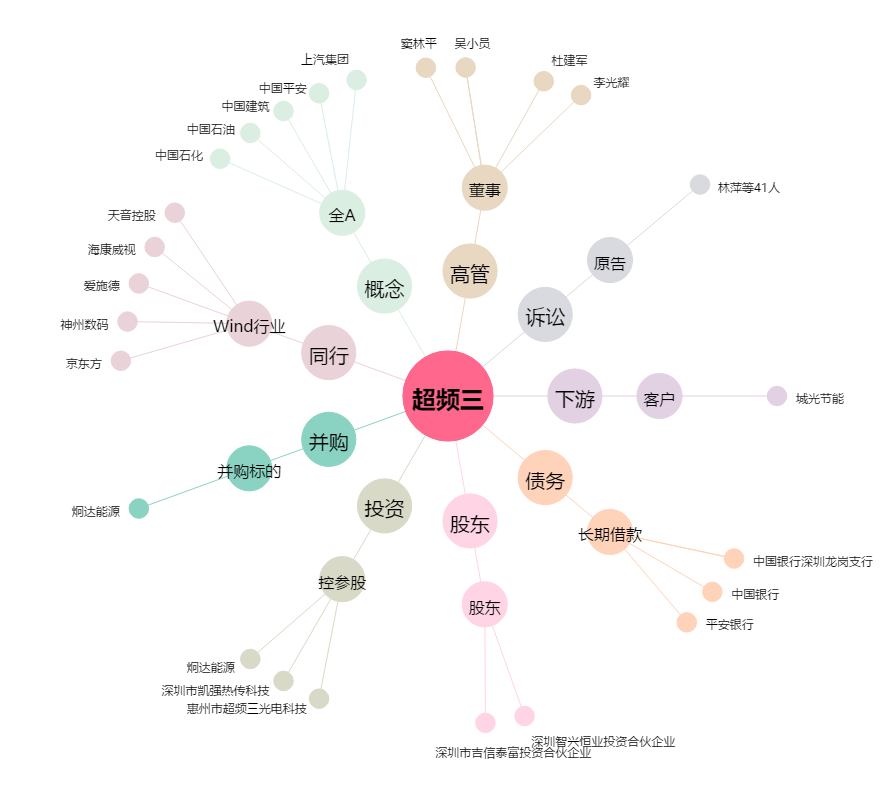 窦林平
吴小员
上汽集团
杜建军
李光耀
中国平安
中国建筑
中国石油
中国石化
董事
林萍等41人
天音控股
全A
海康威视
原告
高管
爱施德
概念
神州数码
Wind行业
诉讼
京东方
同行
超频三
下游
客户
城光节能
并购
并购标的
债务
炯达能源
投资
股东
长期借款
中国银行深圳龙岗支行
控参股
中国银行
股东
平安银行
炯达能源
深圳市凯强热传科技
惠州市超频三光电科技
深圳智兴恒业投资合伙企业
深圳市吉信泰富投资合伙企业